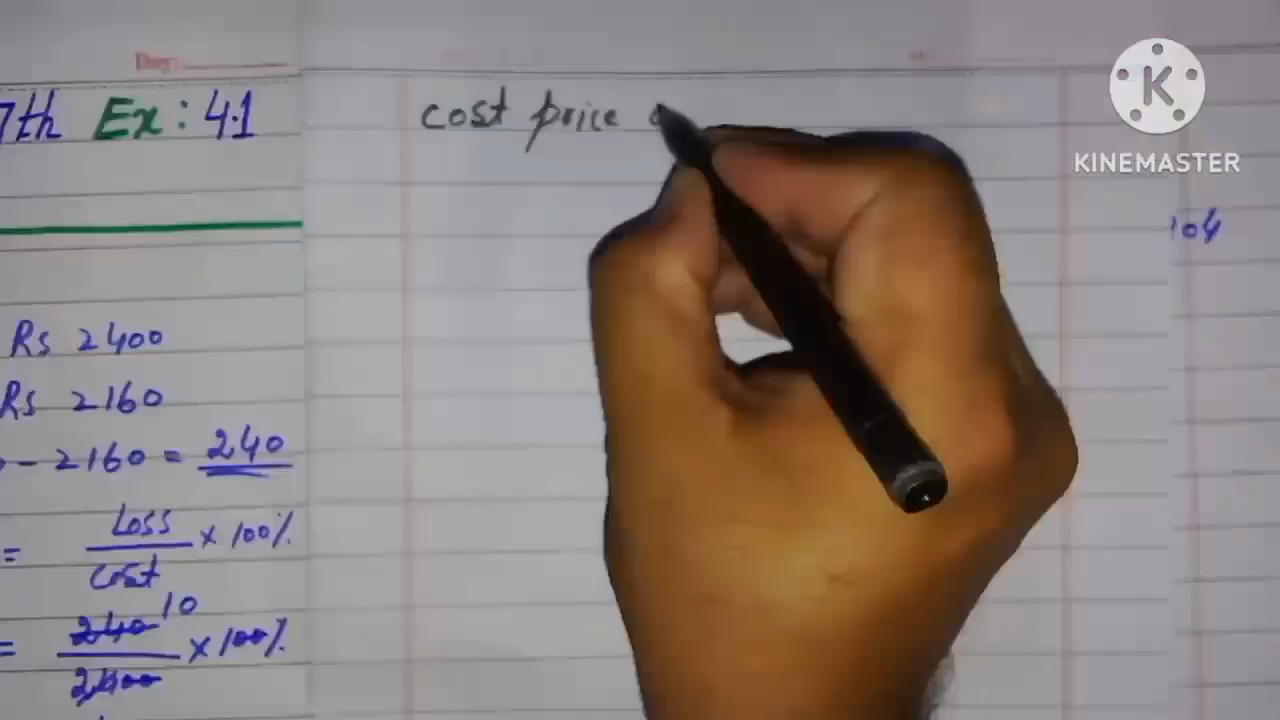 Day:
7th Ex: 4.1
Rs 2400
Rs 2160
- 2160 = 240
= Loss/cost × 100%
= 240 10/2400 × 100%
cost price
KINEMASTER
104